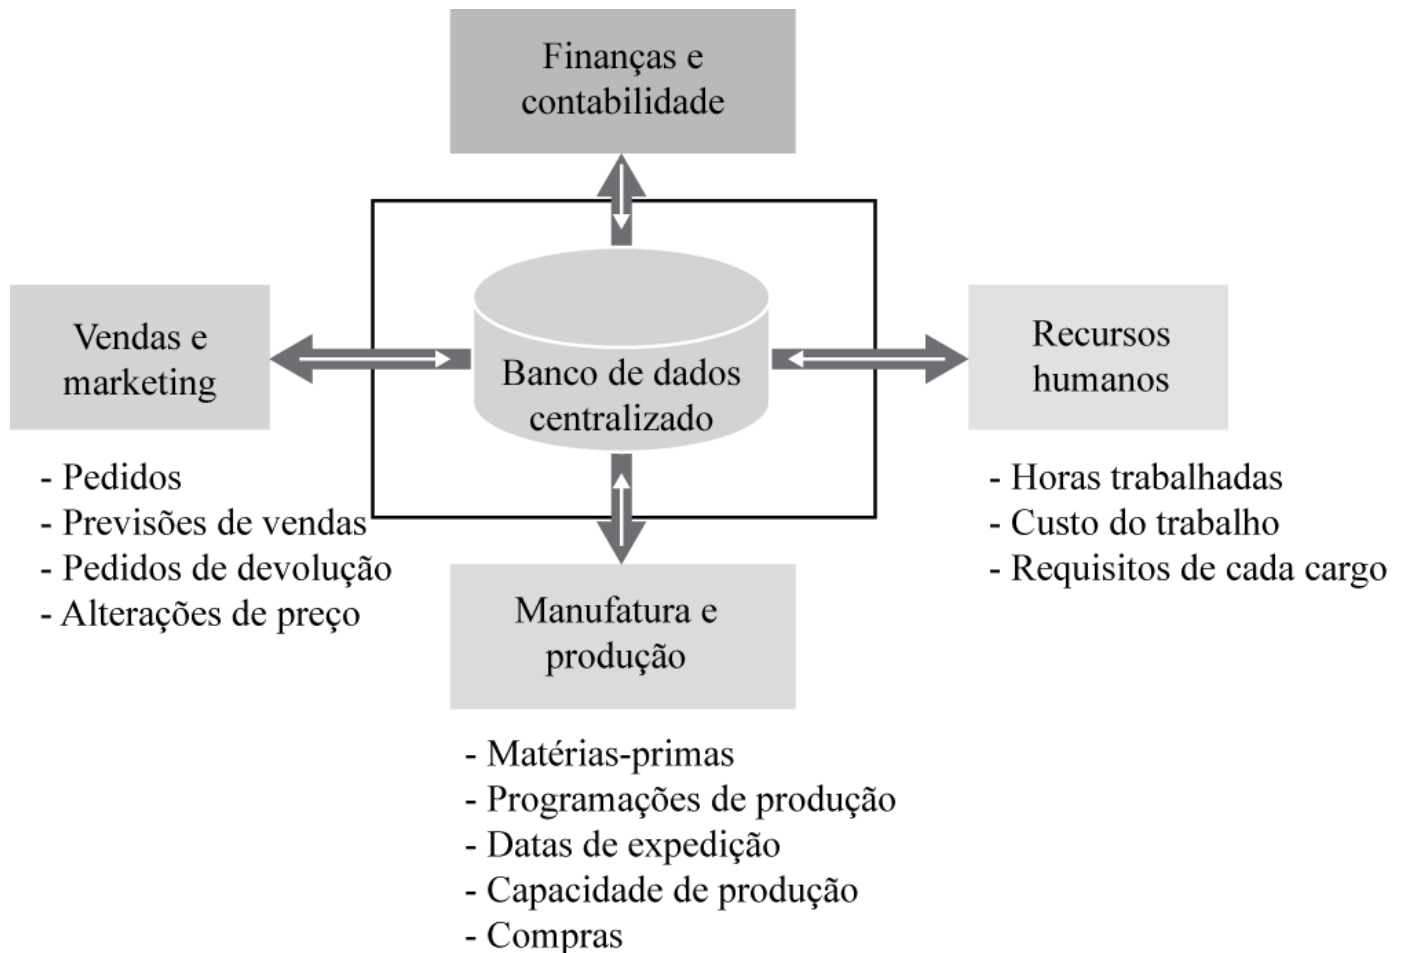 Finanças e
contabilidade
Vendas e
marketing
- Pedidos
- Previsões de vendas
- Pedidos de devolução
- Alterações de preço
Banco de dados
centralizado
Recursos
humanos
- Horas trabalhadas
- Custo do trabalho
- Requisitos de cada cargo
Manufatura e
produção
- Matérias-primas
- Programações de produção
- Datas de expedição
- Capacidade de produção
- Compras